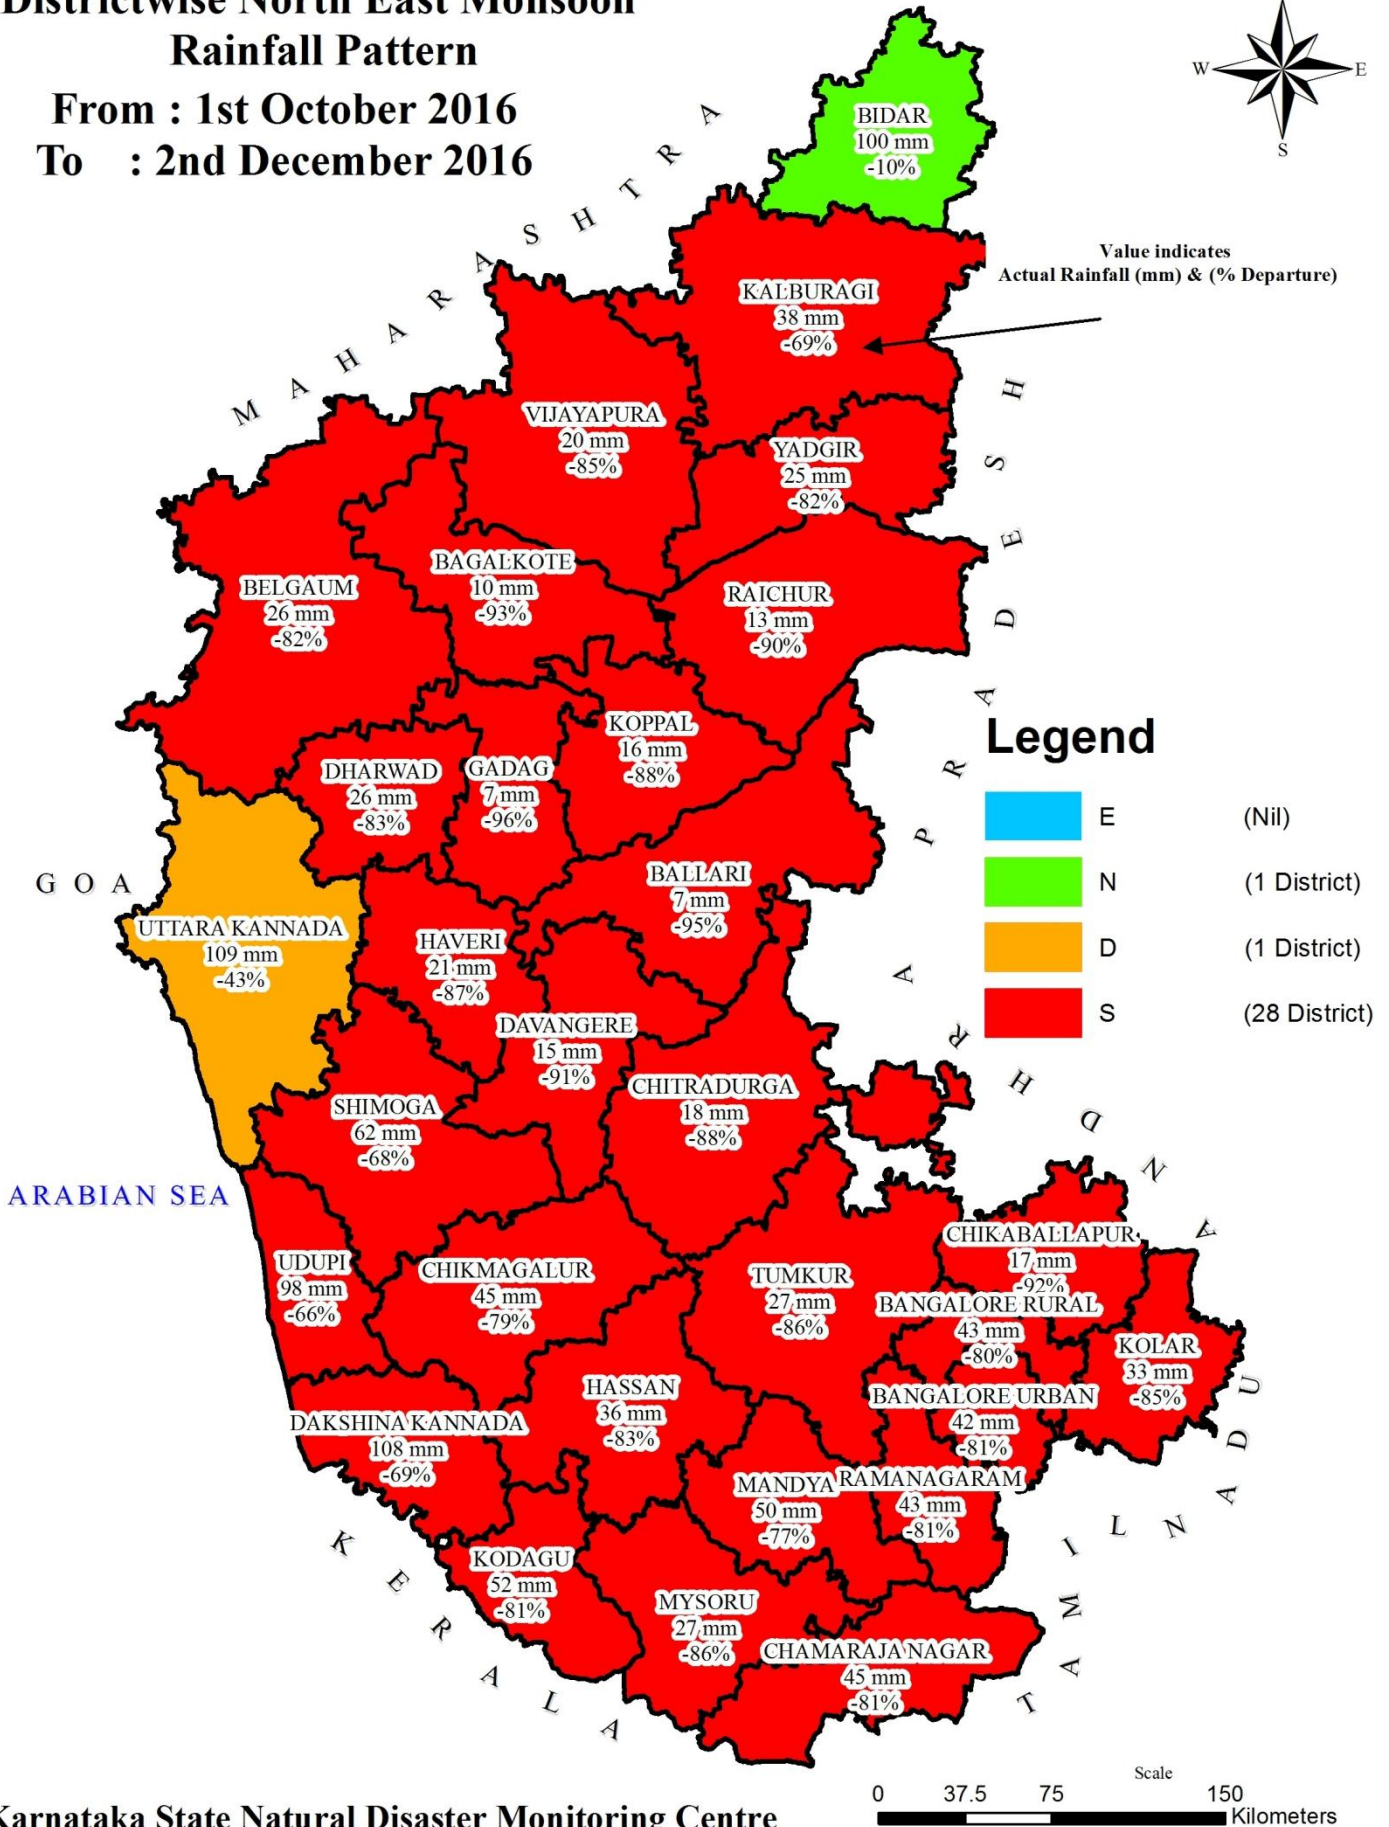 Districtwise North East Monsoon
Rainfall Pattern
From : 1st October 2016
To : 2nd December 2016
W E
S
MAHARASHTRA
BIDAR
100 mm
-10%
Value indicates
Actual Rainfall (mm) & (% Departure)
KALBURAGI
38 mm
-69%
VIJAYAPURA
20 mm
-85%
YADGIR
25 mm
-82%
BAGALKOTE
10 mm
-93%
BELGAUM
26 mm
-82%
RAICHUR
13 mm
-90%
KOPPAL
16 mm
-88%
DHARWAD
26 mm
-83%
GADAG
7 mm
-96%
Legend
E (Nil)
N (1 District)
D (1 District)
S (28 District)
ANDHRA PRADESH
GOA
BALLARI
7 mm
-95%
UTTARA KANNADA
109 mm
-43%
HAVERI
21 mm
-87%
DAVANGERE
15 mm
-91%
CHITRADURGA
18 mm
-88%
SHIMOGA
62 mm
-68%
ARABIAN SEA
UDUPI
98 mm
-66%
CHIKMAGALUR
45 mm
-79%
TUMKUR
27 mm
-86%
CHIKABALLAPUR
17 mm
-92%
BANGALORE RURAL
43 mm
-80%
KOLAR
33 mm
-85%
HASSAN
36 mm
-83%
BANGALORE URBAN
42 mm
-81%
DAKSHINA KANNADA
108 mm
-69%
MANDYA
50 mm
-77%
RAMANAGARAM
43 mm
-81%
KODAGU
52 mm
-81%
MYSORU
27 mm
-86%
CHAMARAJA NAGAR
45 mm
-81%
KERALA
TAMIL NADU
Scale
0 37.5 75 150
Kilometers
Karnataka State Natural Disaster Monitoring Centre